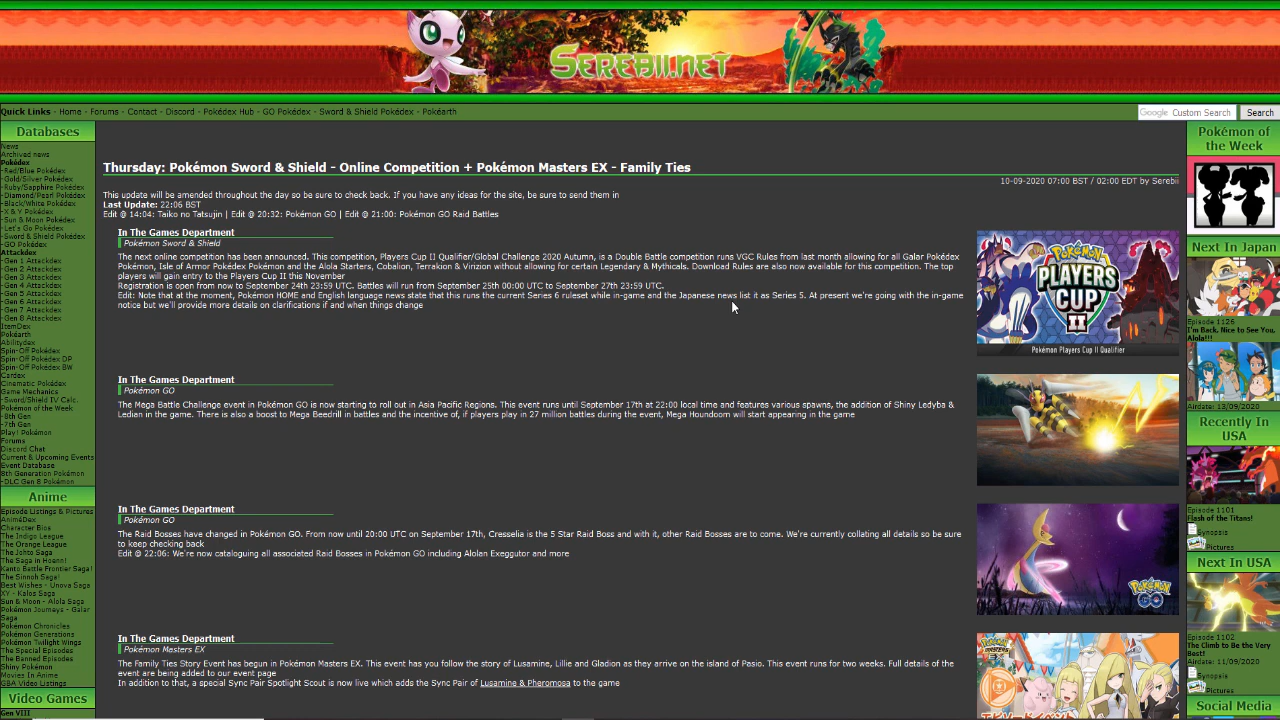 SEREBII.NET
Quick Links - Home - Forums - Contact - Discord - Pokédex Hub - GO Pokédex - Sword & Shield Pokédex - Pokéarth
Google Custom Search
Search
Databases
News
Archived news
Pokédex
-Red/Blue Pokédex
-Gold/Silver Pokédex
-Ruby/Sapphire Pokédex
-Diamond/Pearl Pokédex
-Black/White Pokédex
-X & Y Pokédex
-Sun & Moon Pokédex
-Let's Go Pokédex
-Sword & Shield Pokédex
-GO Pokédex
Attackdex
-Gen 1 Attackdex
-Gen 2 Attackdex
-Gen 3 Attackdex
-Gen 4 Attackdex
-Gen 5 Attackdex
-Gen 6 Attackdex
-Gen 7 Attackdex
-Gen 8 Attackdex
ItemDex
Pokéarth
Abilitydex
Spin-Off Pokédex
Spin-Off Pokédex DP
Spin-Off Pokédex BW
Cardex
Cinematic Pokédex
Game Mechanics
-Sword/Shield IV Calc.
Pokémon of the Week
-8th Gen
-7th Gen
Play! Pokémon
Forums
Discord Chat
Current & Upcoming Events
Event Database
8th Generation Pokémon
-DLC Gen 8 Pokémon
Anime
Episode Listings & Pictures
AniméDex
Character Bios
The Indigo League
The Orange League
The Johto Saga
The Saga in Hoenn!
Kanto Battle Frontier Saga!
The Sinnoh Saga!
Best Wishes - Unova Saga
XY - Kalos Saga
Sun & Moon - Alola Saga
Pokémon Journeys - Galar
Saga
Pokémon Chronicles
Pokémon Generations
Pokémon Twilight Wings
The Special Episodes
The Banned Episodes
Shiny Pokémon
Movies In Anime
GBA Video Listings
Video Games
Gen VIII
Thursday: Pokémon Sword & Shield - Online Competition + Pokémon Masters EX - Family Ties
10-09-2020 07:00 BST / 02:00 EDT by Serebii
This update will be amended throughout the day so be sure to check back. If you have any ideas for the site, be sure to send them in
Last Update: 22:06 BST
Edit @ 14:04: Taiko no Tatsujin | Edit @ 20:32: Pokémon GO | Edit @ 21:00: Pokémon GO Raid Battles
In The Games Department
Pokémon Sword & Shield
The next online competition has been announced. This competition, Players Cup II Qualifier/Global Challenge 2020 Autumn, is a Double Battle competition runs VGC Rules from last month allowing for all Galar Pokédex
Pokémon, Isle of Armor Pokédex Pokémon and the Alola Starters, Cobalion, Terrakion & Virizion without allowing for certain Legendary & Mythicals. Download Rules are also now available for this competition. The top
players will gain entry to the Players Cup II this November
Registration is open from now to September 24th 23:59 UTC. Battles will run from September 25th 00:00 UTC to September 27th 23:59 UTC.
Edit: Note that at the moment, Pokémon HOME and English language news state that this runs the current Series 6 ruleset while in-game and the Japanese news list it as Series 5. At present we're going with the in-game
notice but we'll provide more details on clarifications if and when things change
POKÉMON
PLAYERS
CUP
II
Pokémon Players Cup II Qualifier
In The Games Department
Pokémon GO
The Mega Battle Challenge event in Pokémon GO is now starting to roll out in Asia Pacific Regions. This event runs until September 17th at 22:00 local time and features various spawns, the addition of Shiny Ledyba &
Ledian in the game. There is also a boost to Mega Beedrill in battles and the incentive of, if players play in 27 million battles during the event, Mega Houndoom will start appearing in the game
In The Games Department
Pokémon GO
The Raid Bosses have changed in Pokémon GO. From now until 20:00 UTC on September 17th, Cresselia is the 5 Star Raid Boss and with it, other Raid Bosses are to come. We're currently collating all details so be sure
to keep checking back
Edit @ 22:06: We're now cataloguing all associated Raid Bosses in Pokémon GO including Alolan Exeggutor and more
POKÉMON
GO
In The Games Department
Pokémon Masters EX
The Family Ties Story Event has begun in Pokémon Masters EX. This event has you follow the story of Lusamine, Lillie and Gladion as they arrive on the island of Pasio. This event runs for two weeks. Full details of the
event are being added to our event page
In addition to that, a special Sync Pair Spotlight Scout is now live which adds the Sync Pair of Lusamine & Pheromosa to the game
POKÉMON
MASTERS
EX
Pokémon of
the Week
Next In Japan
Episode 1126
I'm Back, Nice to See You,
Alola!!!
Airdate: 13/09/2020
Recently In
USA
Episode 1101
Flash of the Titans!
Synopsis
Pictures
Next In USA
Episode 1102
The Climb to Be the Very
Best!
Airdate: 11/09/2020
Synopsis
Pictures
Social Media